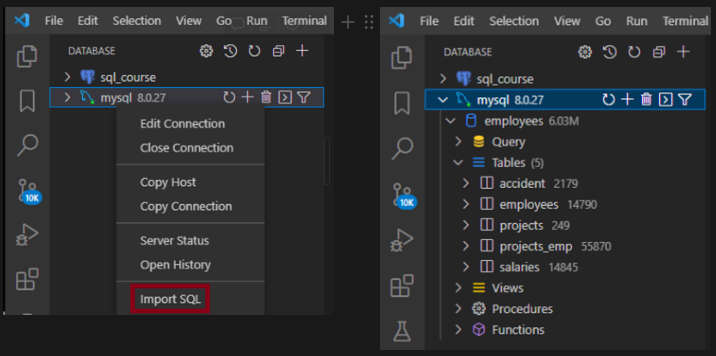 File Edit Selection View Go Run Terminal
DATABASE
sql_course
mysql 8.0.27
Edit Connection
Close Connection
Copy Host
Copy Connection
Server Status
Open History
Import SQL
10K
File Edit Selection View Go Run Terminal
DATABASE
sql_course
mysql 8.0.27
employees 6.03M
Query
Tables (5)
accident 2179
employees 14790
projects 249
projects_emp 55870
salaries 14845
Views
Procedures
Functions
10K